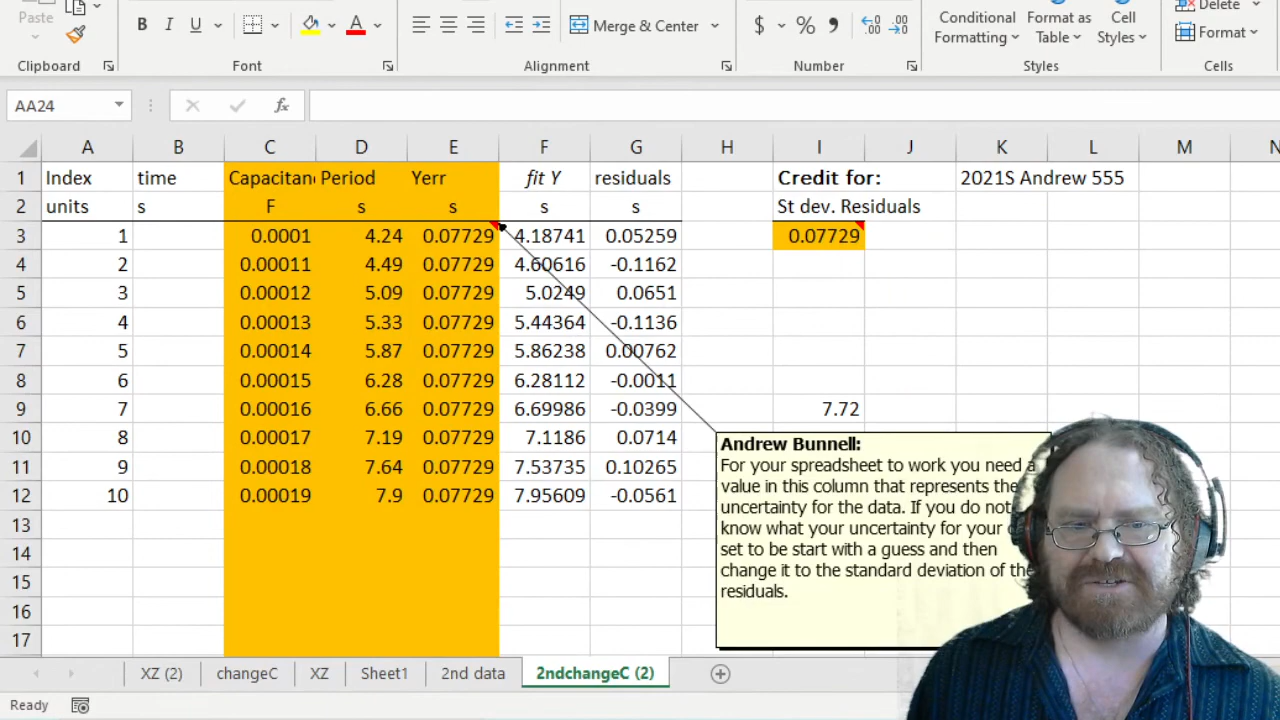 Paste
B I U A
Merge & Center
$ % ,
Conditional Formatting
Format as Table
Cell Styles
Delete
Format
Clipboard Font Alignment Number Styles Cells
AA24 fx
A B C D E F G H I J K L M N
1 Index time Capacitan Period Yerr fit Y residuals Credit for: 2021S Andrew 555
2 units s F s s s s St dev. Residuals
3 1 0.0001 4.24 0.07729 4.18741 0.05259 0.07729
4 2 0.00011 4.49 0.07729 4.60616 -0.1162
5 3 0.00012 5.09 0.07729 5.0249 0.0651
6 4 0.00013 5.33 0.07729 5.44364 -0.1136
7 5 0.00014 5.87 0.07729 5.86238 0.00762
8 6 0.00015 6.28 0.07729 6.28112 -0.0011
9 7 0.00016 6.66 0.07729 6.69986 -0.0399 7.72
10 8 0.00017 7.19 0.07729 7.1186 0.0714
11 9 0.00018 7.64 0.07729 7.53735 0.10265
12 10 0.00019 7.9 0.07729 7.95609 -0.0561
13
14
15
16
17
Andrew Bunnell:
For your spreadsheet to work you need a
value in this column that represents the
uncertainty for the data. If you do not
know what your uncertainty for your
set to be start with a guess and then
change it to the standard deviation of the
residuals.
XZ (2) changeC XZ Sheet1 2nd data 2ndchangeC (2)
Ready